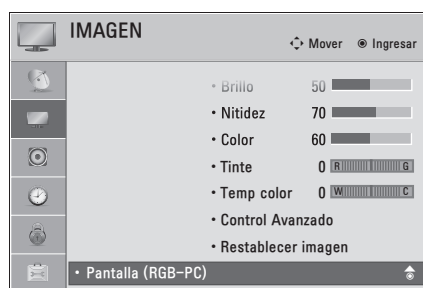 IMAGEN
Mover Ingresar
• Brillo 50
• Nitidez 70
• Color 60
• Tinte 0 R G
• Temp color 0 W C
• Control Avanzado
• Restablecer imagen
• Pantalla (RGB-PC)